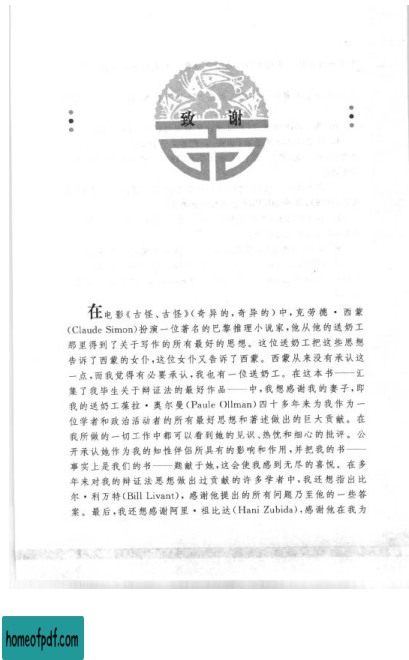 致 谢
在电影《古怪、古怪》(奇异的,奇异的)中,克劳德·西蒙
(Claude Simon)扮演一位著名的巴黎推理小说家,他从他的送奶工
那里得到了关于写作的所有最好的思想。这位送奶工把这些思想
告诉了西蒙的女仆,这位女仆又告诉了西蒙。西蒙从来没有承认这
一点,而我觉得有必要承认,我也有一位送奶工。在这本书——汇
集了我毕生关于辩证法的最好作品——中,我想感谢我的妻子,即
我的送奶工葆拉·奥尔曼(Paule Ollman)四十多年来为我作为一
位学者和政治活动者的所有最好思想和著述做出的巨大贡献。在
我所做的一切工作中都可以看到她的见识、热忱和细心的批评。公
开承认她作为我的知性伴侣所具有的影响和作用,并把我的书——
事实上是我们的书——题献于她,这会使我感到无尽的喜悦。在多
年来对我的辩证法思想做出过贡献的许多学者中,我还想指出比
尔·利万特(Bill Livant),感谢他提出的所有问题乃至他的一些答
案。最后,我还想感谢阿里·祖比达(Hani Zubida),感谢他在我为
homeofpdf.com